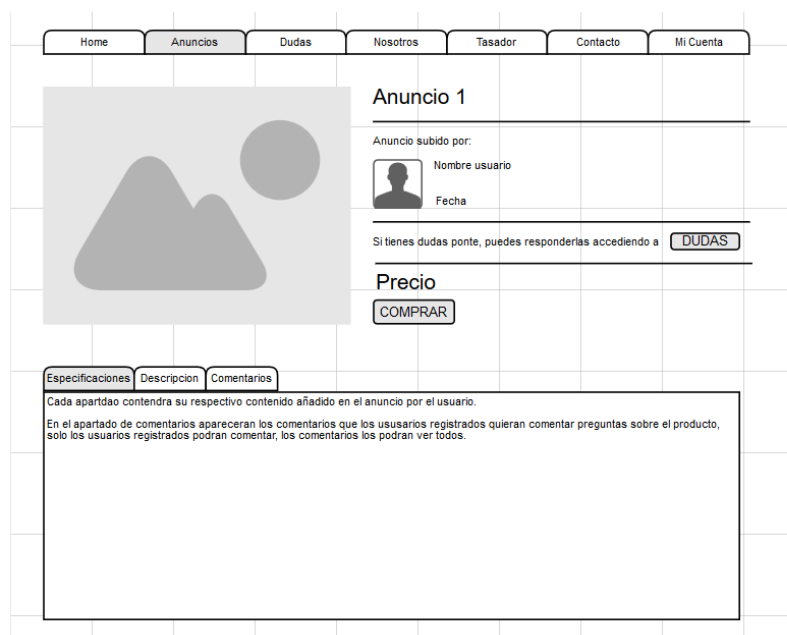 Home Anuncios Dudas Nosotros Tasador Contacto Mi Cuenta
Anuncio 1
Anuncio subido por:
Nombre usuario
Fecha
Si tienes dudas ponte, puedes responderlas accediendo a DUDAS
Precio
COMPRAR
Especificaciones Descripcion Comentarios
Cada apartdao contendra su respectivo contenido añadido en el anuncio por el usuario.
En el apartado de comentarios apareceran los comentarios que los ususarios registrados quieran comentar preguntas sobre el producto,
solo los usuarios registrados podran comentar, los comentarios los podran ver todos.